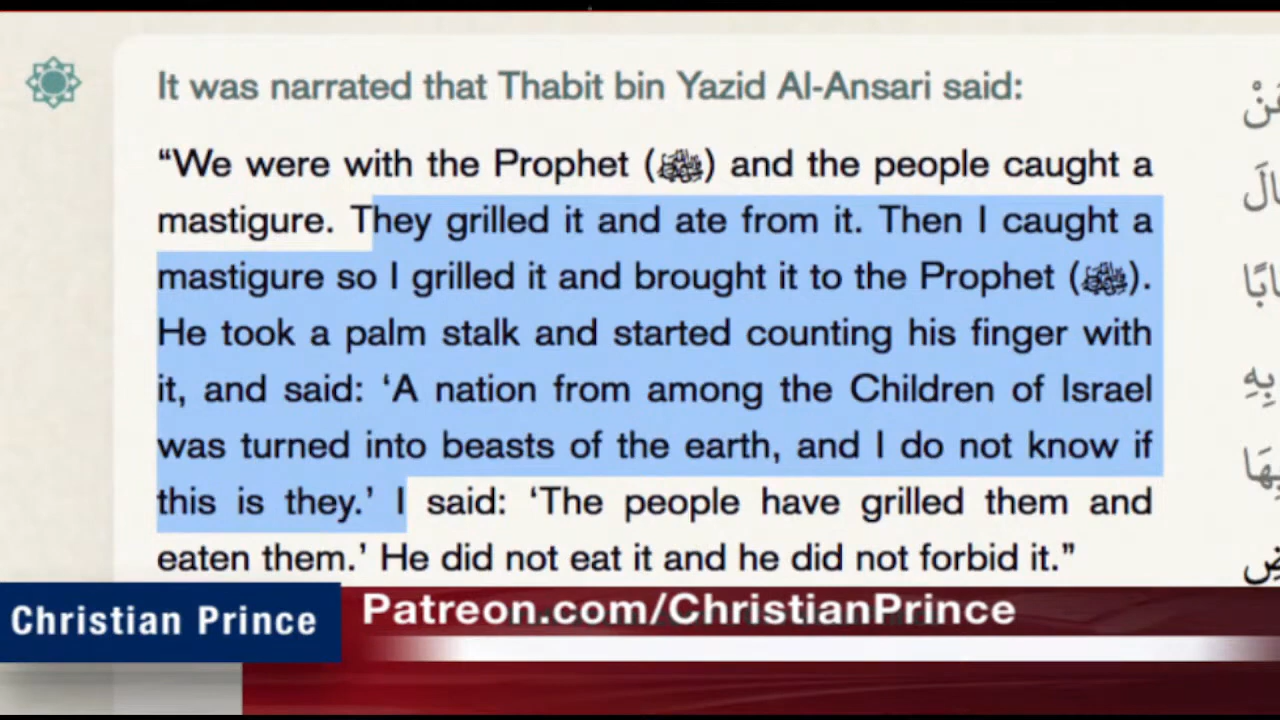 It was narrated that Thabit bin Yazid Al-Ansari said:
“We were with the Prophet (ﷺ) and the people caught a
mastigure. They grilled it and ate from it. Then I caught a
mastigure so I grilled it and brought it to the Prophet (ﷺ).
He took a palm stalk and started counting his finger with
it, and said: ‘A nation from among the Children of Israel
was turned into beasts of the earth, and I do not know if
this is they.’ I said: ‘The people have grilled them and
eaten them.’ He did not eat it and he did not forbid it.”
Christian Prince
Patreon.com/ChristianPrince